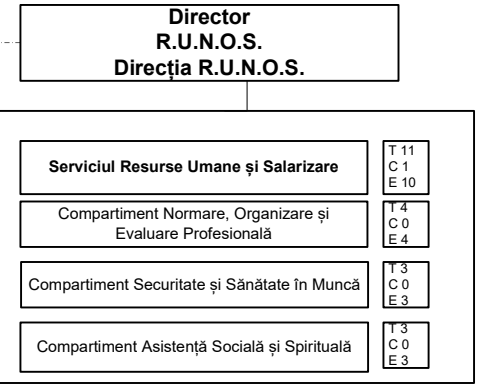 Director
R.U.N.O.S.
Direcția R.U.N.O.S.
Serviciul Resurse Umane și Salarizare
T 11
C 1
E 10
Compartiment Normare, Organizare și
Evaluare Profesională
T 4
C 0
E 4
Compartiment Securitate și Sănătate în Muncă
T 3
C 0
E 3
Compartiment Asistență Socială și Spirituală
T 3
C 0
E 3